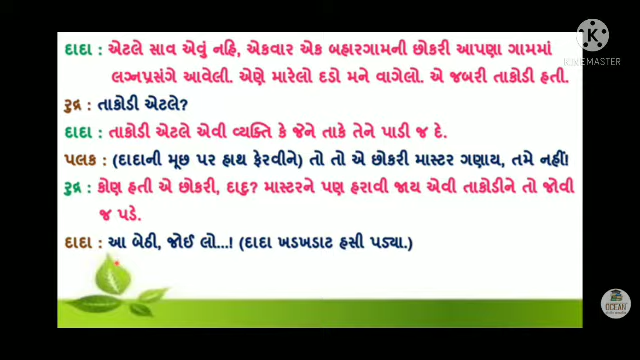 દાદા : એટલે સાવ એવું નહિ, એકવાર એક બહારગામની છોકરી આપણા ગામમાં
લગ્નપ્રસંગે આવેલી. એણે મારેલો દડો મને વાગેલો. એ જબરી તાકોડી હતી.
રુદ્ર : તાકોડી એટલે?
દાદા : તાકોડી એટલે એવી વ્યક્તિ કે જેને તાકે તેને પાડી જ દે.
પલક : (દાદાની મૂછ પર હાથ ફેરવીને) તો તો એ છોકરી માસ્ટર ગણાય, તમે નહીં!
રુદ્ર : કોણ હતી એ છોકરી, દાદુ? માસ્ટરને પણ હરાવી જાય એવી તાકોડીને તો જોવી
જ પડે.
દાદા : આ બેઠી, જોઈ લો...! (દાદા ખડખડાટ હસી પડ્યા.)
KINEMASTER
OCEAN